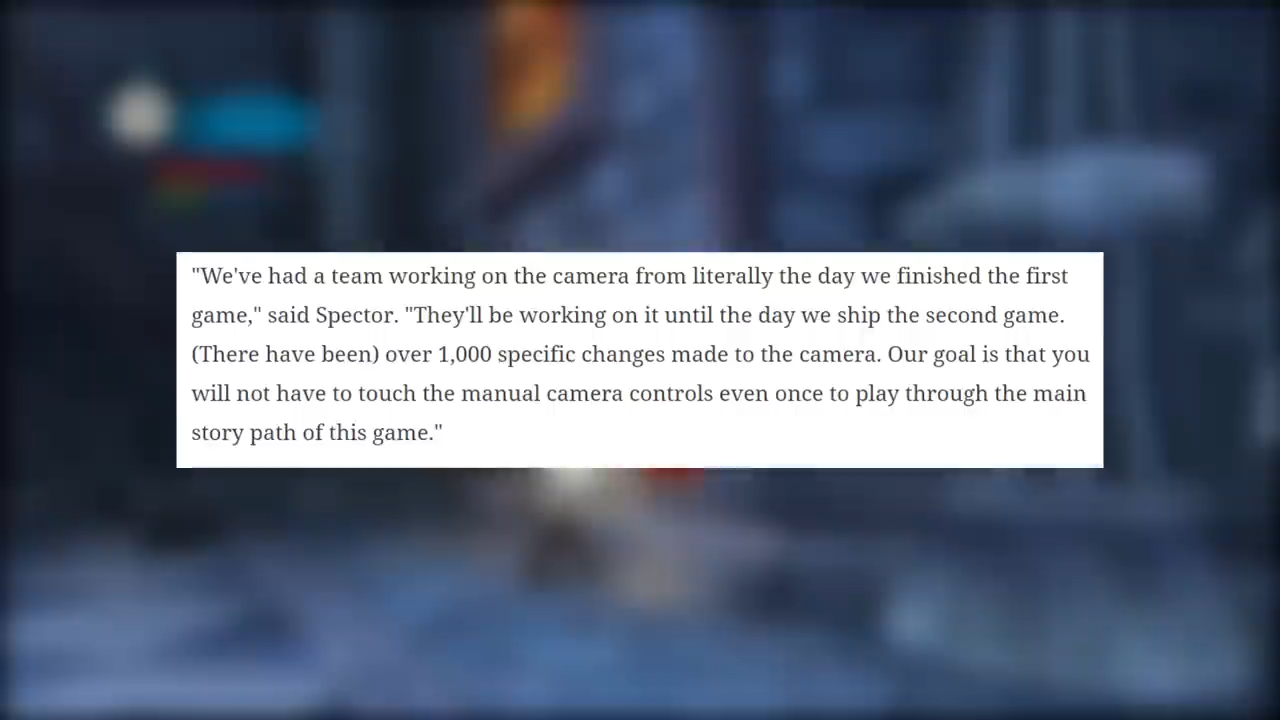 "We've had a team working on the camera from literally the day we finished the first
game," said Spector. "They'll be working on it until the day we ship the second game.
(There have been) over 1,000 specific changes made to the camera. Our goal is that you
will not have to touch the manual camera controls even once to play through the main
story path of this game."